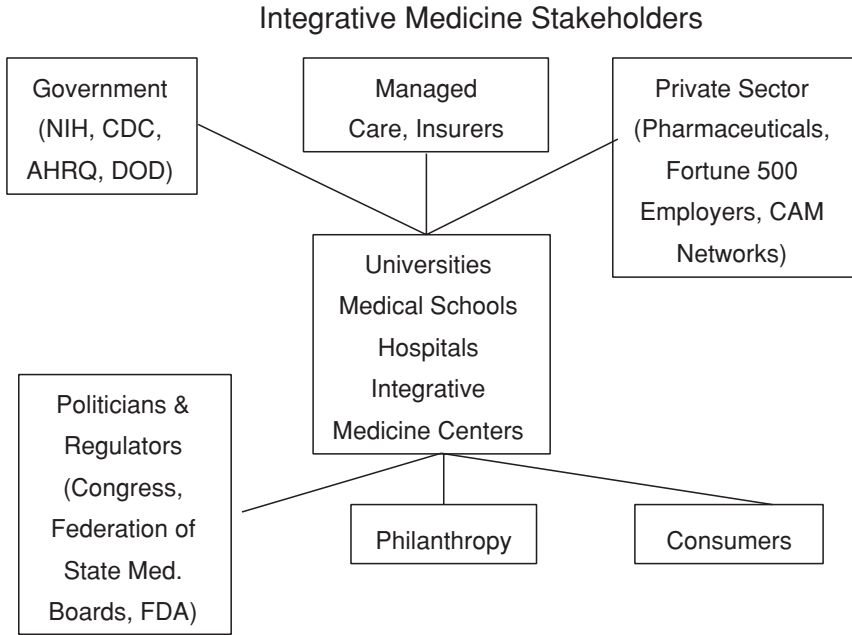 Integrative Medicine Stakeholders
Government
(NIH, CDC,
AHRQ, DOD)
Managed
Care, Insurers
Private Sector
(Pharmaceuticals,
Fortune 500
Employers, CAM
Networks)
Universities
Medical Schools
Hospitals
Integrative
Medicine Centers
Politicians &
Regulators
(Congress,
Federation of
State Med.
Boards, FDA)
Philanthropy
Consumers